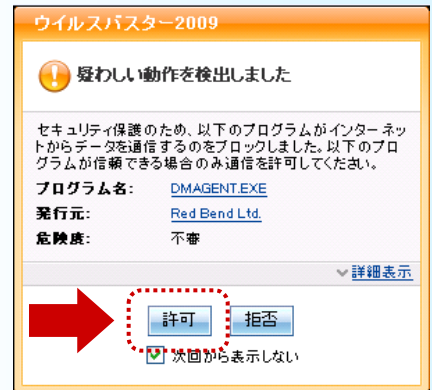 ウイルスバスター2009
疑わしい動作を検出しました
セキュリティ保護のため、以下のプログラムがインターネッ
トからデータを通信するのをブロックしました。以下のプロ
グラムが信頼できる場合のみ通信を許可してください。
プログラム名: DMAGENT.EXE
発行元: Red Bend Ltd.
危険度: 不審
詳細表示
許可 拒否
次回から表示しない